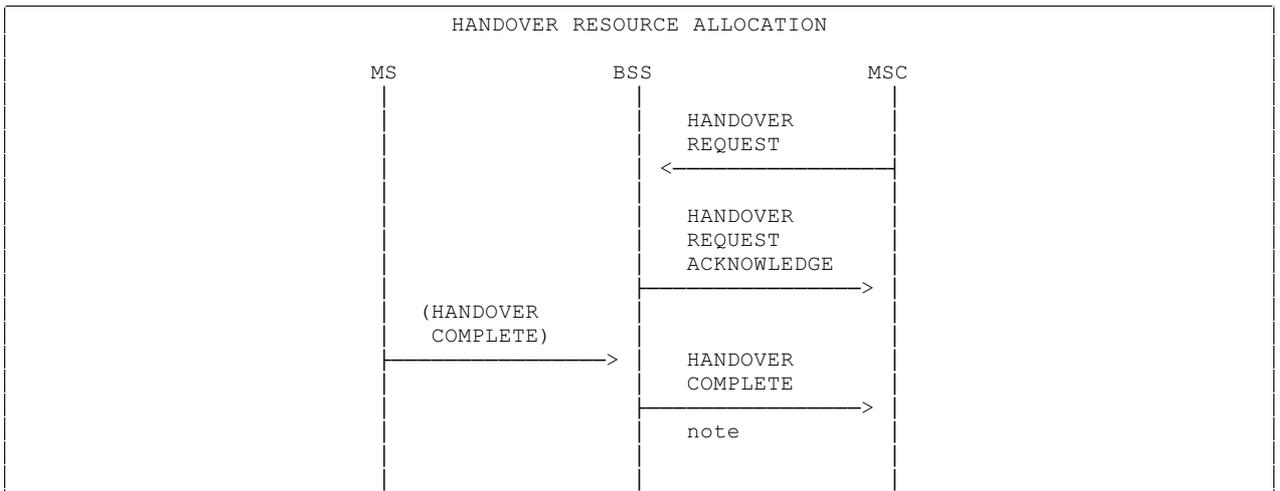 HANDOVER RESOURCE ALLOCATION
MS BSS MSC
HANDOVER
REQUEST
HANDOVER
REQUEST
ACKNOWLEDGE
(HANDOVER
COMPLETE)
HANDOVER
COMPLETE
note